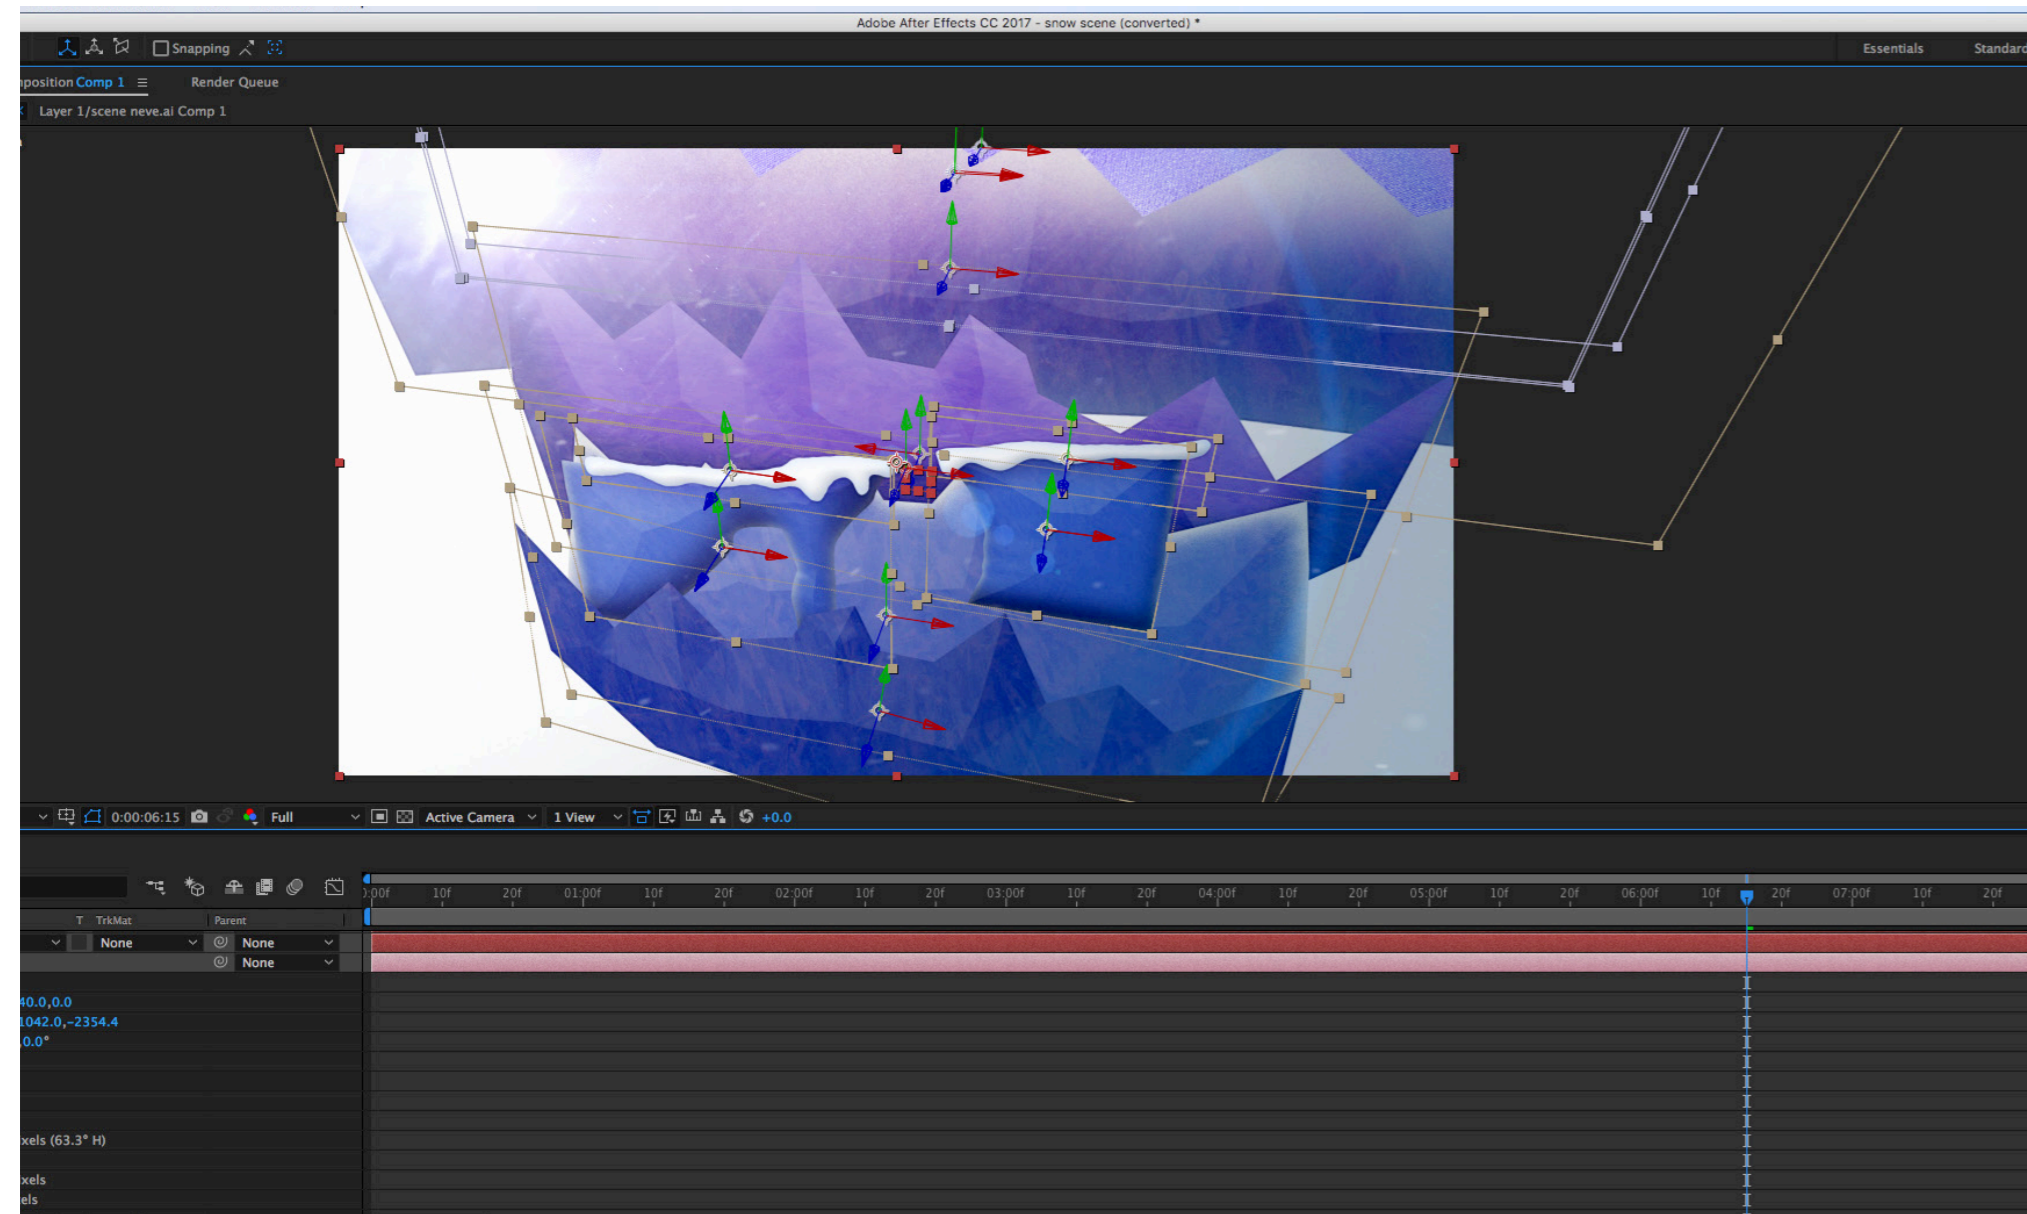 Adobe After Effects CC 2017 - snow scene (converted) *
Snapping
Essentials Standard
position Comp 1 Render Queue
Layer 1/scene neve.ai Comp 1
0:00:06:15 Full Active Camera 1 View +0.0
:00f 10f 20f 01:00f 10f 20f 02:00f 10f 20f 03:00f 10f 20f 04:00f 10f 20f 05:00f 10f 20f 06:00f 10f 20f 07:00f 10f 20f
T TrkMat Parent
None None
None
40.0,0.0
1042.0,-2354.4
,0.0°
xels (63.3° H)
xels
els